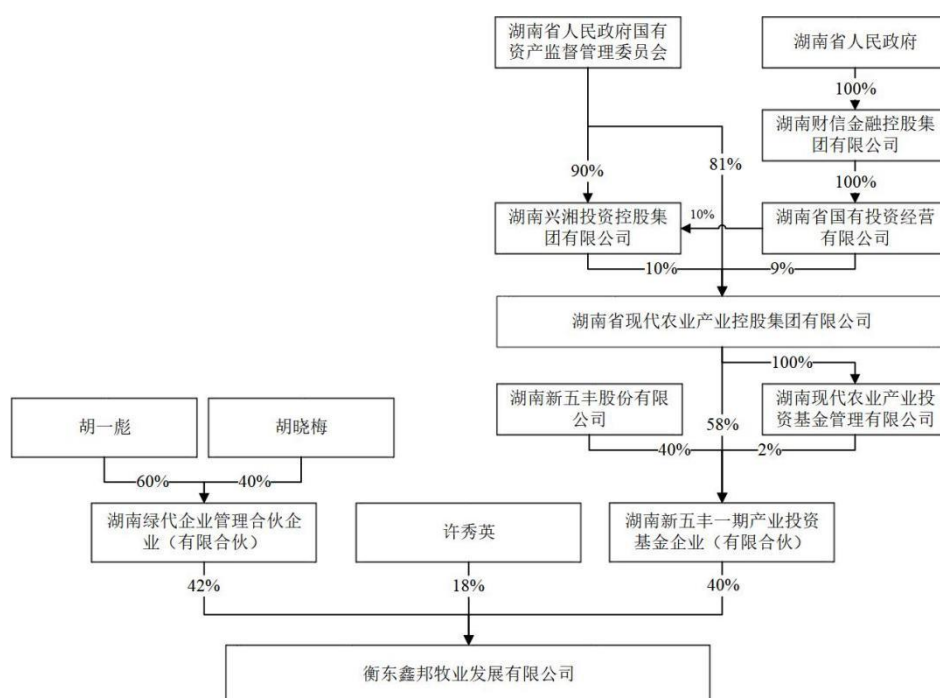 湖南省人民政府国有
资产监督管理委员会
湖南省人民政府
100%
湖南财信金融控股集
团有限公司
90%
81%
100%
湖南兴湘投资控股集
团有限公司
10%
湖南省国有投资经营
有限公司
10%
9%
湖南省现代农业产业控股集团有限公司
100%
湖南新五丰股份有限
公司
58%
湖南现代农业产业投
资基金管理有限公司
胡一彪
胡晓梅
40%
2%
60%
40%
湖南绿代企业管理合伙企
业（有限合伙）
许秀英
湖南新五丰一期产业投资
基金企业（有限合伙）
42%
18%
40%
衡东鑫邦牧业发展有限公司